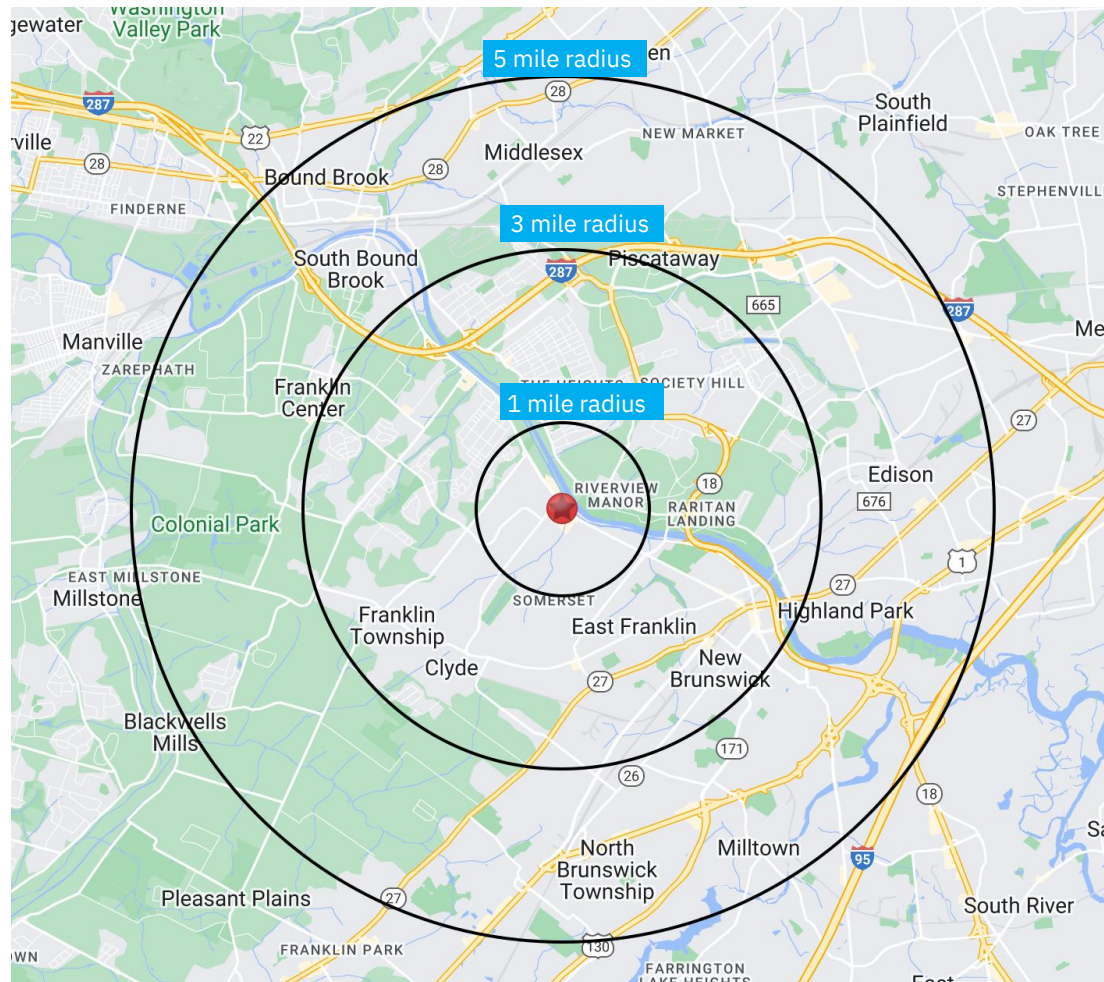 Washington
Valley Park
gewater
5 mile radius
en
28
287
South
Plainfield
22
NEW MARKET
OAK TREE
rville
28
Middlesex
28
Bound Brook
STEPHENVILL
FINDERNE
3 mile radius
South Bound
Brook
287
Piscataway
665
287
Me
Manville
ZAREPHATH
Franklin
Center
THE HEIGHTS
SOCIETY HILL
1 mile radius
27
18
Edison
676
RIVERVIEW
MANOR
RARITAN
LANDING
Colonial Park
1
EAST MILLSTONE
Millstone
27
SOMERSET
Highland Park
Franklin
Township
East Franklin
Clyde
New
Brunswick
27
Blackwells
Mills
171
26
18
Sa
North
Brunswick
Township
Milltown
95
Pleasant Plains
27
South River
FRANKLIN PARK
130
OWN
FARRINGTON
LAKE HEIGHTS
East